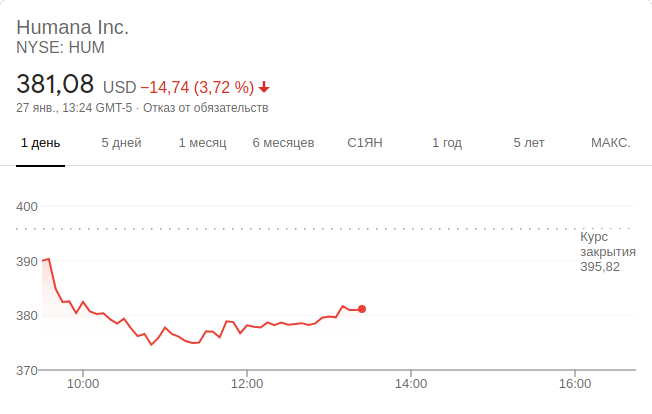 Humana Inc.
NYSE: HUM
381,08 USD −14,74 (3,72 %)
27 янв., 13:24 GMT-5 · Отказ от обязательств
1 день 5 дней 1 месяц 6 месяцев С1ЯН 1 год 5 лет МАКС.
400
Курс
закрытия
395,82
390
380
370
10:00 12:00 14:00 16:00